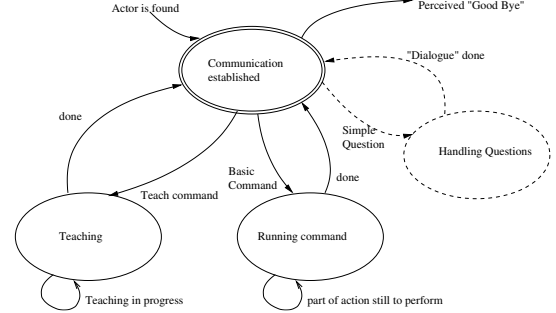 Actor is found
Perceived "Good Bye"
Communication
established
"Dialogue" done
done
Simple
Question
Handling Questions
Basic
Command
done
Teach command
Teaching
Running command
Teaching in progress
part of action still to perform